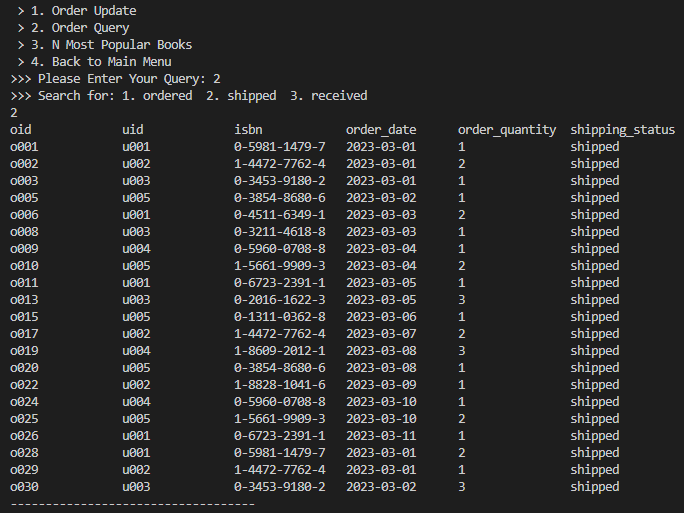 > 1. Order Update
> 2. Order Query
> 3. N Most Popular Books
> 4. Back to Main Menu
>>> Please Enter Your Query: 2
>>> Search for: 1. ordered  2. shipped  3. received
2
oid uid isbn order_date order_quantity shipping_status
o001 u001 0-5981-1479-7 2023-03-01 1 shipped
o002 u002 1-4472-7762-4 2023-03-01 2 shipped
o003 u003 0-3453-9180-2 2023-03-01 1 shipped
o005 u005 0-3854-8680-6 2023-03-02 1 shipped
o006 u001 0-4511-6349-1 2023-03-03 2 shipped
o008 u003 0-3211-4618-8 2023-03-03 1 shipped
o009 u004 0-5960-0708-8 2023-03-04 1 shipped
o010 u005 1-5661-9909-3 2023-03-04 2 shipped
o011 u001 0-6723-2391-1 2023-03-05 1 shipped
o013 u003 0-2016-1622-3 2023-03-05 3 shipped
o015 u005 0-1311-0362-8 2023-03-06 1 shipped
o017 u002 1-4472-7762-4 2023-03-07 2 shipped
o019 u004 1-8609-2012-1 2023-03-08 3 shipped
o020 u005 0-3854-8680-6 2023-03-08 1 shipped
o022 u002 1-8828-1041-6 2023-03-09 1 shipped
o024 u004 0-5960-0708-8 2023-03-10 1 shipped
o025 u005 1-5661-9909-3 2023-03-10 2 shipped
o026 u001 0-6723-2391-1 2023-03-11 1 shipped
o028 u001 0-5981-1479-7 2023-03-01 2 shipped
o029 u002 1-4472-7762-4 2023-03-01 1 shipped
o030 u003 0-3453-9180-2 2023-03-02 3 shipped
-----------------------------------